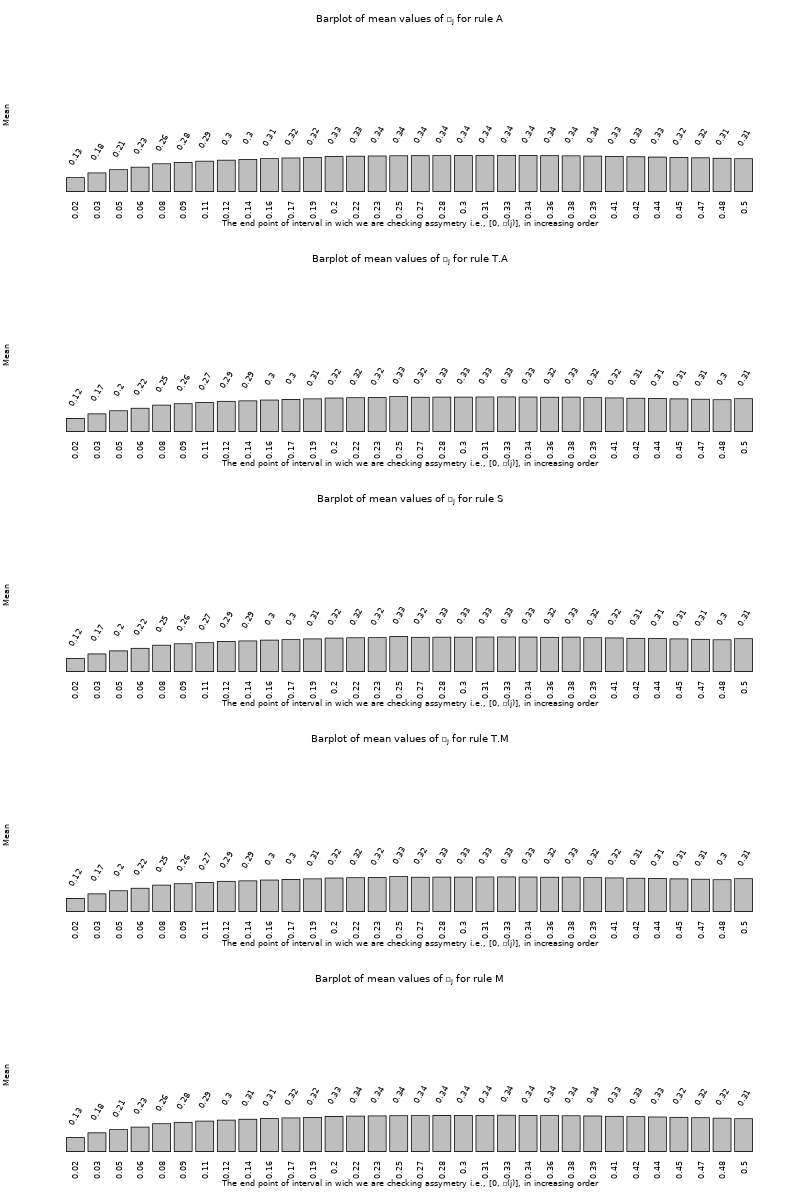 Barplot of mean values of □j for rule A
Mean
0.13 0.18 0.21 0.23 0.26 0.28 0.29 0.3 0.3 0.31 0.32 0.32 0.33 0.33 0.34 0.34 0.34 0.34 0.34 0.34 0.34 0.34 0.34 0.34 0.34 0.33 0.33 0.33 0.32 0.32 0.31 0.31
0.02 0.03 0.05 0.06 0.08 0.09 0.11 0.12 0.14 0.16 0.17 0.19 0.2 0.22 0.23 0.25 0.27 0.28 0.3 0.31 0.33 0.34 0.36 0.38 0.39 0.41 0.42 0.44 0.45 0.47 0.48 0.5
The end point of interval in wich we are checking assymetry i.e., [0, □(j)], in increasing order
Barplot of mean values of □j for rule T.A
Mean
0.12 0.17 0.2 0.22 0.25 0.26 0.27 0.29 0.29 0.3 0.3 0.31 0.32 0.32 0.32 0.33 0.32 0.33 0.33 0.33 0.33 0.33 0.32 0.33 0.32 0.32 0.31 0.31 0.31 0.31 0.3 0.31
0.02 0.03 0.05 0.06 0.08 0.09 0.11 0.12 0.14 0.16 0.17 0.19 0.2 0.22 0.23 0.25 0.27 0.28 0.3 0.31 0.33 0.34 0.36 0.38 0.39 0.41 0.42 0.44 0.45 0.47 0.48 0.5
The end point of interval in wich we are checking assymetry i.e., [0, □(j)], in increasing order
Barplot of mean values of □j for rule S
Mean
0.12 0.17 0.2 0.22 0.25 0.26 0.27 0.29 0.29 0.3 0.3 0.31 0.32 0.32 0.32 0.33 0.32 0.33 0.33 0.33 0.33 0.33 0.32 0.33 0.32 0.32 0.31 0.31 0.31 0.31 0.3 0.31
0.02 0.03 0.05 0.06 0.08 0.09 0.11 0.12 0.14 0.16 0.17 0.19 0.2 0.22 0.23 0.25 0.27 0.28 0.3 0.31 0.33 0.34 0.36 0.38 0.39 0.41 0.42 0.44 0.45 0.47 0.48 0.5
The end point of interval in wich we are checking assymetry i.e., [0, □(j)], in increasing order
Barplot of mean values of □j for rule T.M
Mean
0.12 0.17 0.2 0.22 0.25 0.26 0.27 0.29 0.29 0.3 0.3 0.31 0.32 0.32 0.32 0.33 0.32 0.33 0.33 0.33 0.33 0.33 0.32 0.33 0.32 0.32 0.31 0.31 0.31 0.31 0.3 0.31
0.02 0.03 0.05 0.06 0.08 0.09 0.11 0.12 0.14 0.16 0.17 0.19 0.2 0.22 0.23 0.25 0.27 0.28 0.3 0.31 0.33 0.34 0.36 0.38 0.39 0.41 0.42 0.44 0.45 0.47 0.48 0.5
The end point of interval in wich we are checking assymetry i.e., [0, □(j)], in increasing order
Barplot of mean values of □j for rule M
Mean
0.13 0.18 0.21 0.23 0.26 0.28 0.29 0.3 0.31 0.31 0.32 0.32 0.33 0.34 0.34 0.34 0.34 0.34 0.34 0.34 0.34 0.34 0.34 0.34 0.34 0.33 0.33 0.33 0.32 0.32 0.32 0.31
0.02 0.03 0.05 0.06 0.08 0.09 0.11 0.12 0.14 0.16 0.17 0.19 0.2 0.22 0.23 0.25 0.27 0.28 0.3 0.31 0.33 0.34 0.36 0.38 0.39 0.41 0.42 0.44 0.45 0.47 0.48 0.5
The end point of interval in wich we are checking assymetry i.e., [0, □(j)], in increasing order